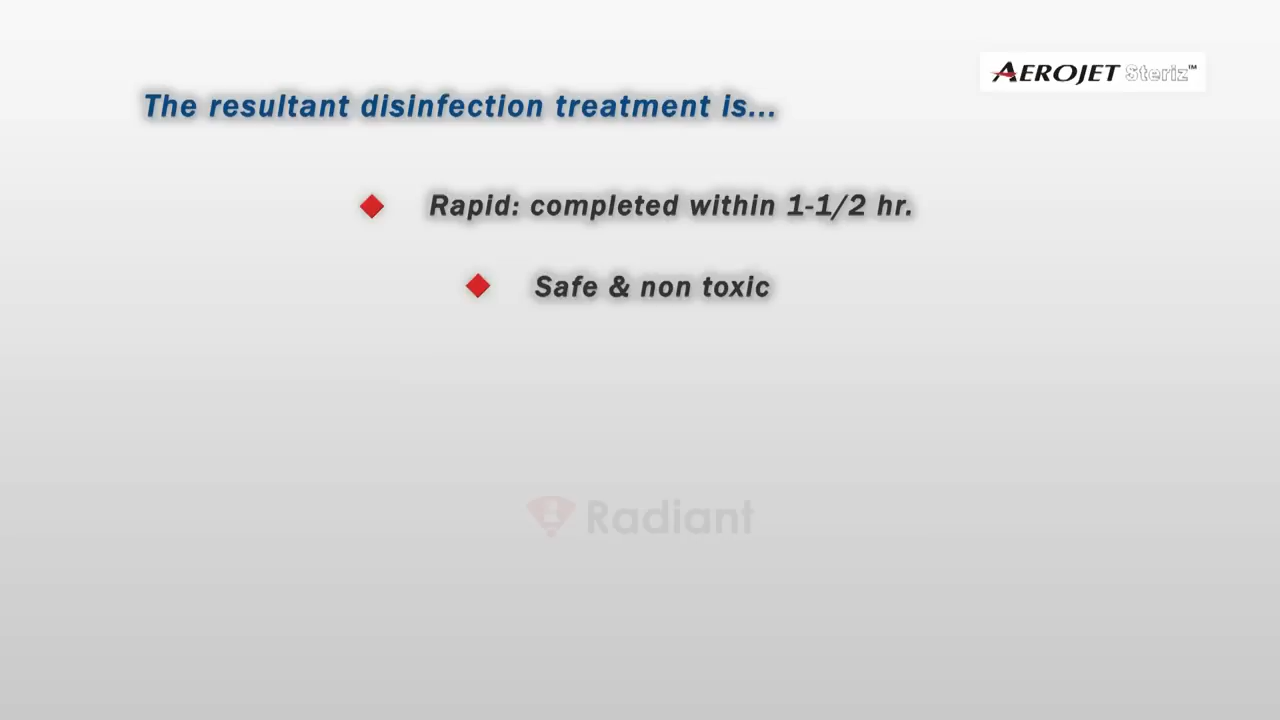 AEROJET Steriz™
The resultant disinfection treatment is...
Rapid: completed within 1-1/2 hr.
Safe & non toxic
Radiant